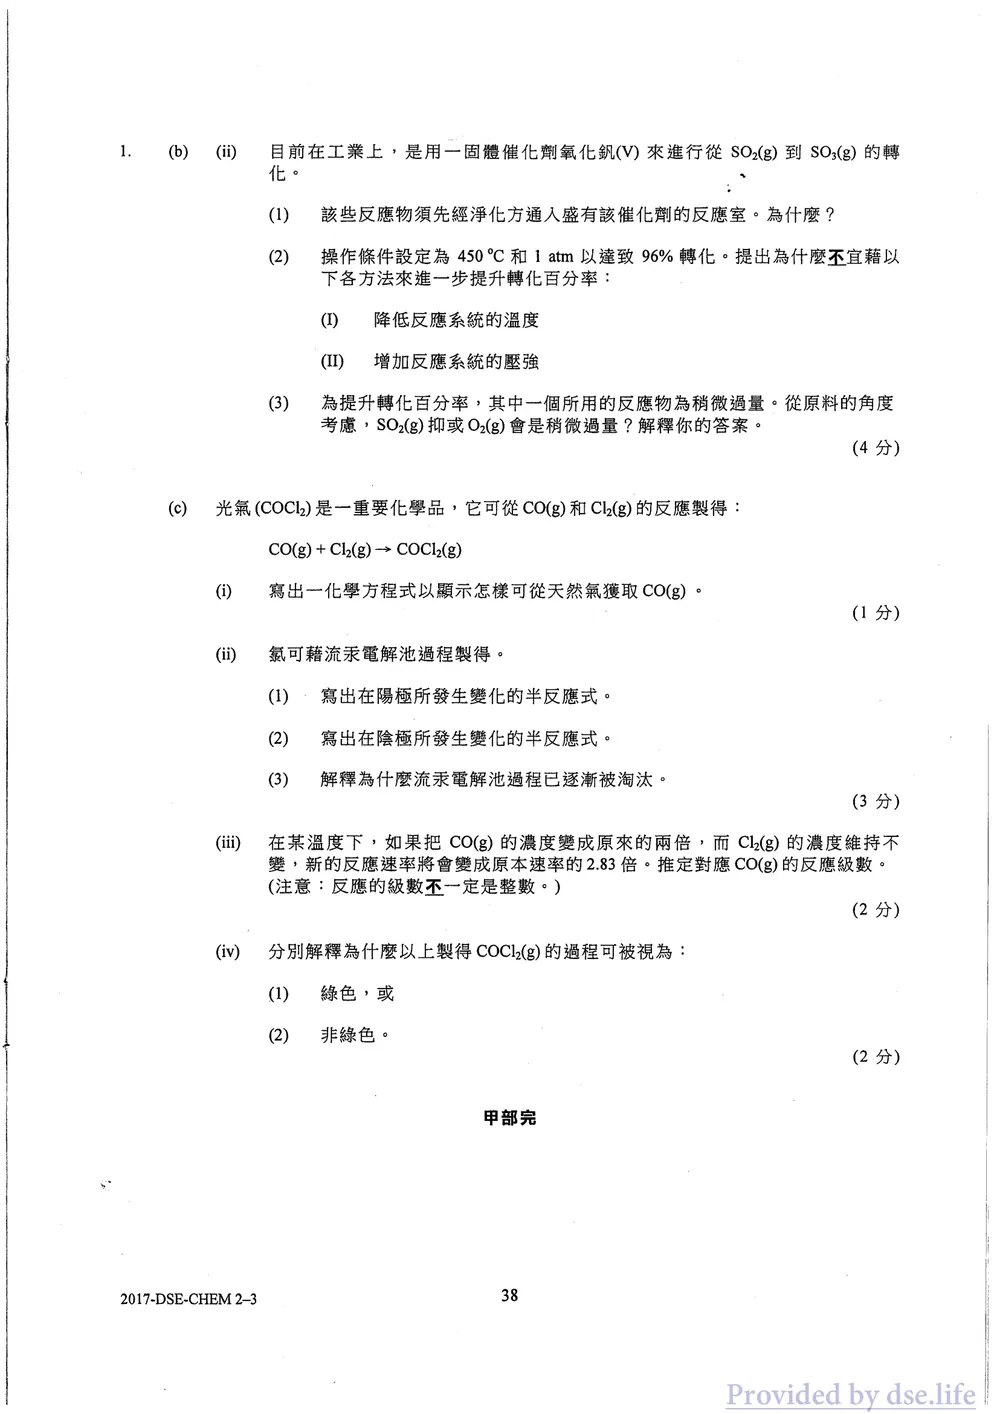 1. (b) (ii) 目前在工業上，是用一固體催化劑氧化釩(V) 來進行從 SO₂(g) 到 SO₃(g) 的轉
化。
(1) 該些反應物須先經淨化方通入盛有該催化劑的反應室。為什麼？
(2) 操作條件設定為 450 °C 和 1 atm 以達致 96% 轉化。提出為什麼不宜藉以
下各方法來進一步提升轉化百分率：
(I) 降低反應系統的溫度
(II) 增加反應系統的壓強
(3) 為提升轉化百分率，其中一個所用的反應物為稍微過量。從原料的角度
考慮，SO₂(g) 抑或 O₂(g) 會是稍微過量？解釋你的答案。
(4 分)
(c) 光氣 (COCl₂) 是一重要化學品，它可從 CO(g) 和 Cl₂(g) 的反應製得：
CO(g) + Cl₂(g) → COCl₂(g)
(i) 寫出一化學方程式以顯示怎樣可從天然氣獲取 CO(g) 。
(1 分)
(ii) 氯可藉流汞電解池過程製得。
(1) 寫出在陽極所發生變化的半反應式。
(2) 寫出在陰極所發生變化的半反應式。
(3) 解釋為什麼流汞電解池過程已逐漸被淘汰。
(3 分)
(iii) 在某溫度下，如果把 CO(g) 的濃度變成原來的兩倍，而 Cl₂(g) 的濃度維持不
變，新的反應速率將會變成原本速率的 2.83 倍。推定對應 CO(g) 的反應級數。
(注意：反應的級數不一定是整數。)
(2 分)
(iv) 分別解釋為什麼以上製得 COCl₂(g) 的過程可被視為：
(1) 綠色，或
(2) 非綠色。
(2 分)
甲部完
2017-DSE-CHEM 2–3
38
Provided by dse.life